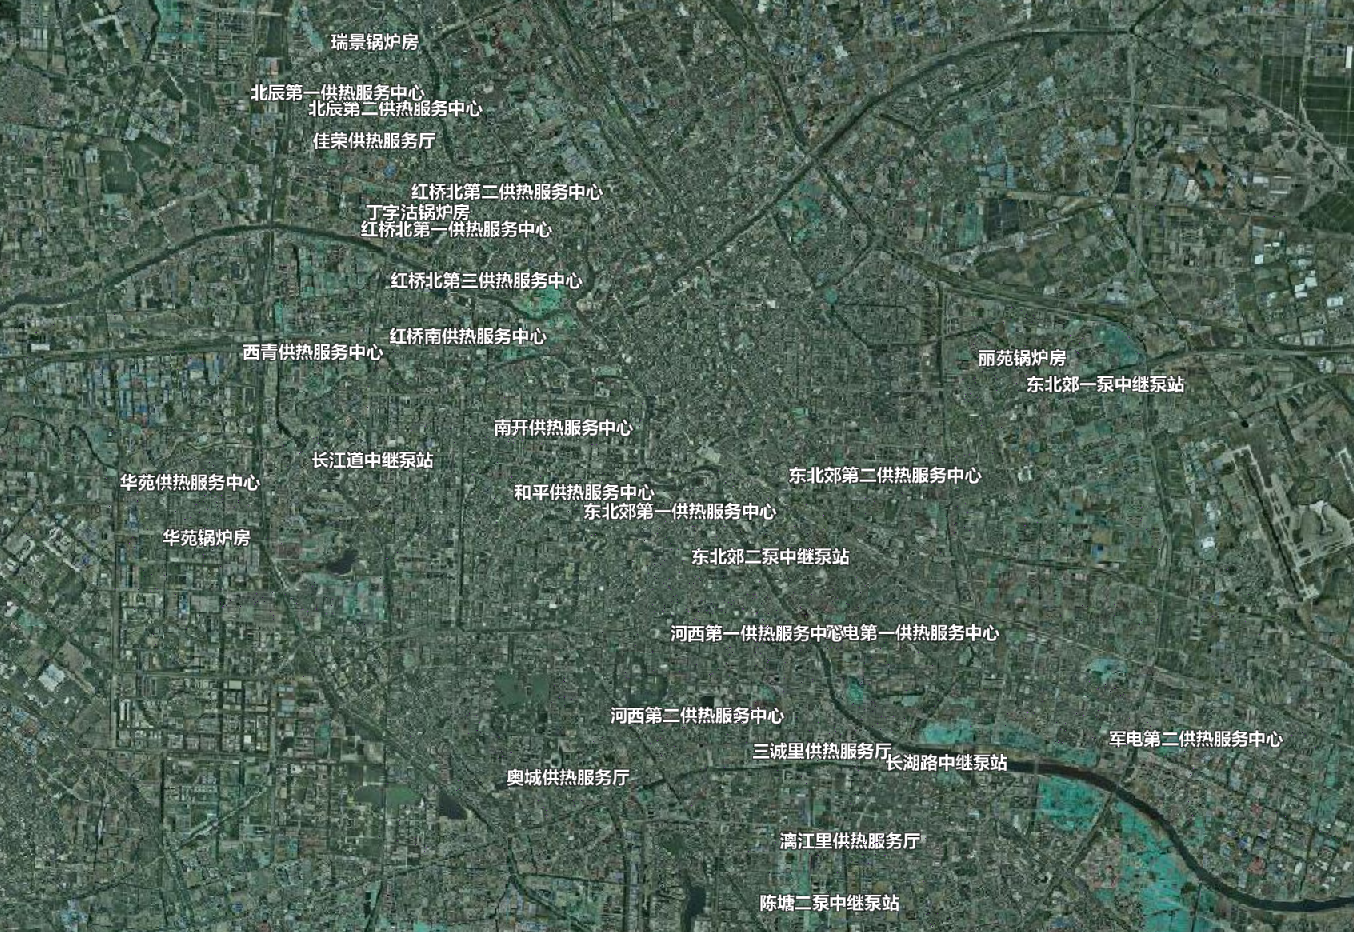 瑞景锅炉房
北辰第一供热服务中心
北辰第二供热服务中心
佳荣供热服务厅
红桥北第二供热服务中心
丁字沽锅炉房
红桥北第一供热服务中心
红桥北第三供热服务中心
红桥南供热服务中心
西青供热服务中心
丽苑锅炉房
东北郊一泵中继泵站
南开供热服务中心
长江道中继泵站
东北郊第二供热服务中心
华苑供热服务中心
和平供热服务中心
东北郊第一供热服务中心
华苑锅炉房
东北郊二泵中继泵站
河西第一供热服务中心
电第一供热服务中心
河西第二供热服务中心
军电第二供热服务中心
三诚里供热服务厅
长湖路中继泵站
奥城供热服务厅
漓江里供热服务厅
陈塘二泵中继泵站